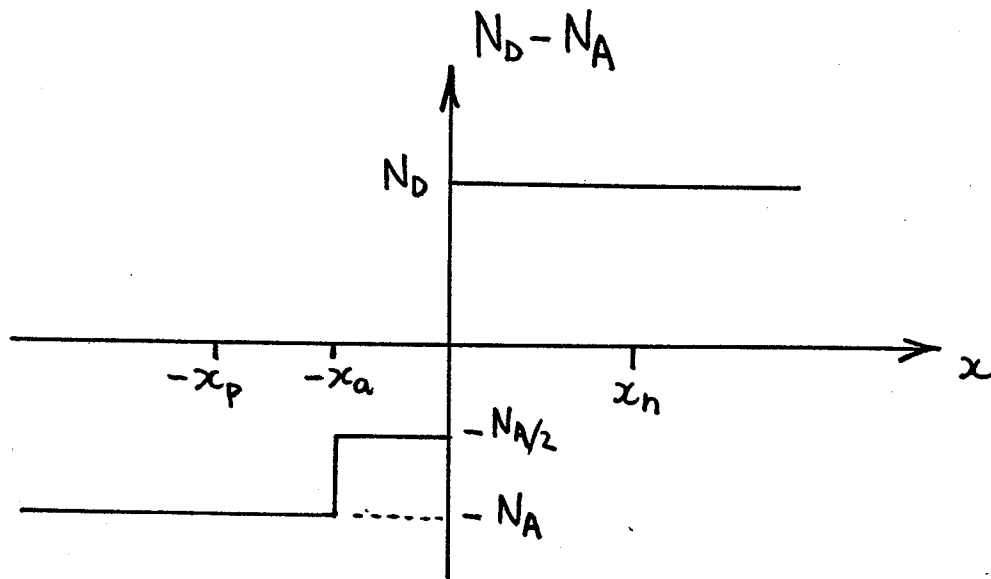 N_D - N_A
N_D
-x_p
-x_a
x_n
x
- N_A/2
- N_A